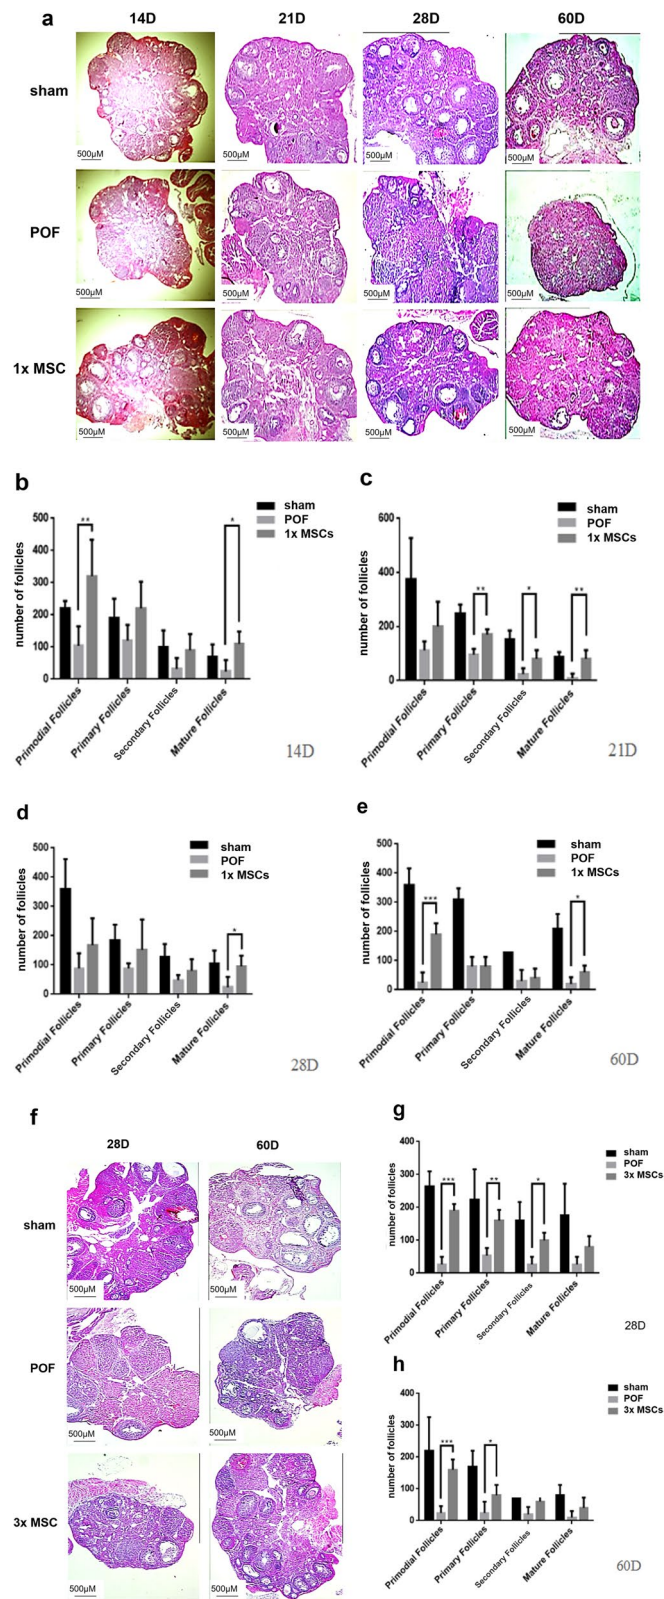 a
14D 21D 28D 60D
sham
500μM 500μM 500μM 500μM
POF
500μM 500μM 500μM 500μM
1x MSC
500μM 500μM 500μM 500μM
b
sham
POF
1x MSCs
number of follicles
500
400
300
200
100
0
** *
Primodial Follicles
Primary Follicles
Secondary Follicles
Mature Follicles
14D
c
sham
POF
1x MSCs
number of follicles
600
400
200
0
** * **
Primodial Follicles
Primary Follicles
Secondary Follicles
Mature Follicles
21D
d
sham
POF
1x MSCs
number of follicles
500
400
300
200
100
0
*
Primodial Follicles
Primary Follicles
Secondary Follicles
Mature Follicles
28D
e
sham
POF
1x MSCs
number of follicles
500
400
300
200
100
0
*** *
Primodial Follicles
Primary Follicles
Secondary Follicles
Mature Follicles
60D
f
28D 60D
sham
500μM 500μM
POF
500μM 500μM
3x MSC
500μM 500μM
g
sham
POF
3x MSCs
number of follicles
400
300
200
100
0
*** ** *
Primodial Follicles
Primary Follicles
Secondary Follicles
Mature Follicles
28D
h
sham
POF
3x MSCs
number of follicles
400
300
200
100
0
*** *
Primodial Follicles
Primary Follicles
Secondary Follicles
Mature Follicles
60D